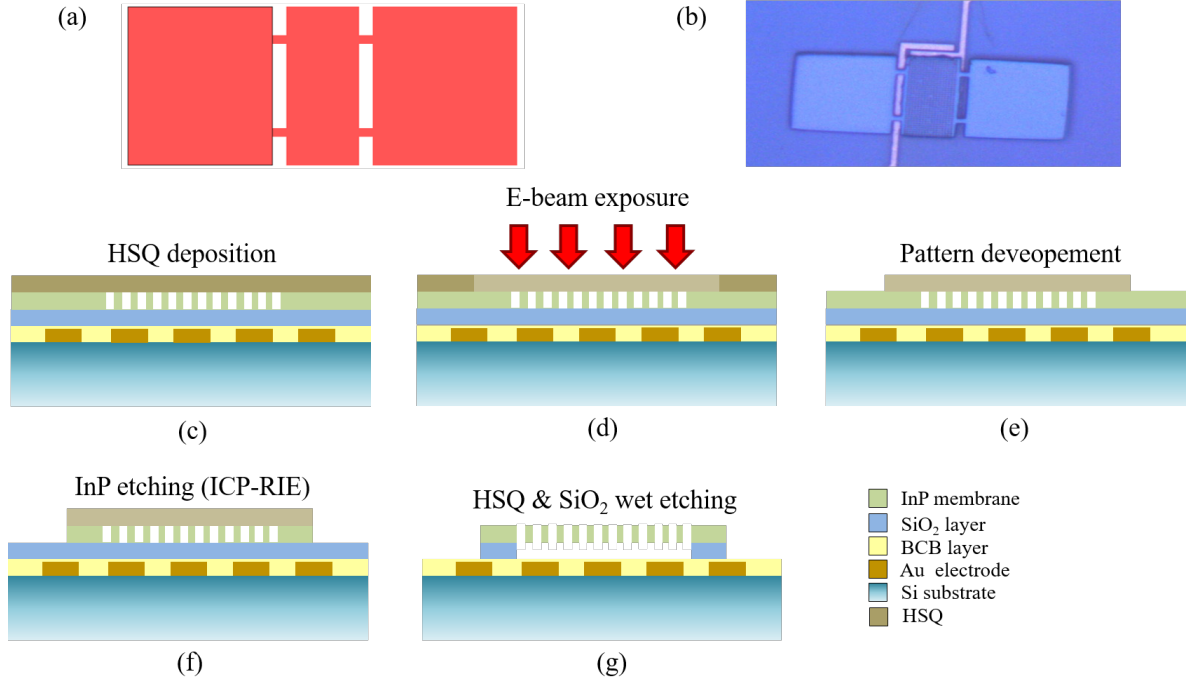 (a)
(b)
E-beam exposure
HSQ deposition
Pattern deveopement
(c)
(d)
(e)
InP etching (ICP-RIE)
HSQ & SiO₂ wet etching
InP membrane
SiO₂ layer
BCB layer
Au electrode
Si substrate
HSQ
(f)
(g)